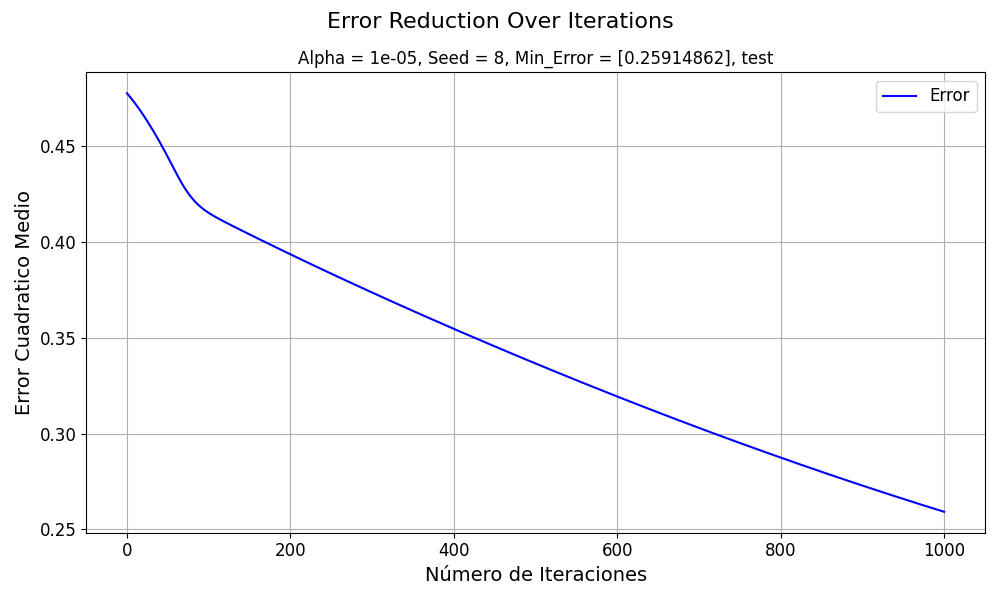 Error Reduction Over Iterations
Alpha = 1e-05, Seed = 8, Min_Error = [0.25914862], test
Error
0.45
0.40
0.35
0.30
0.25
Error Cuadratico Medio
0 200 400 600 800 1000
Número de Iteraciones